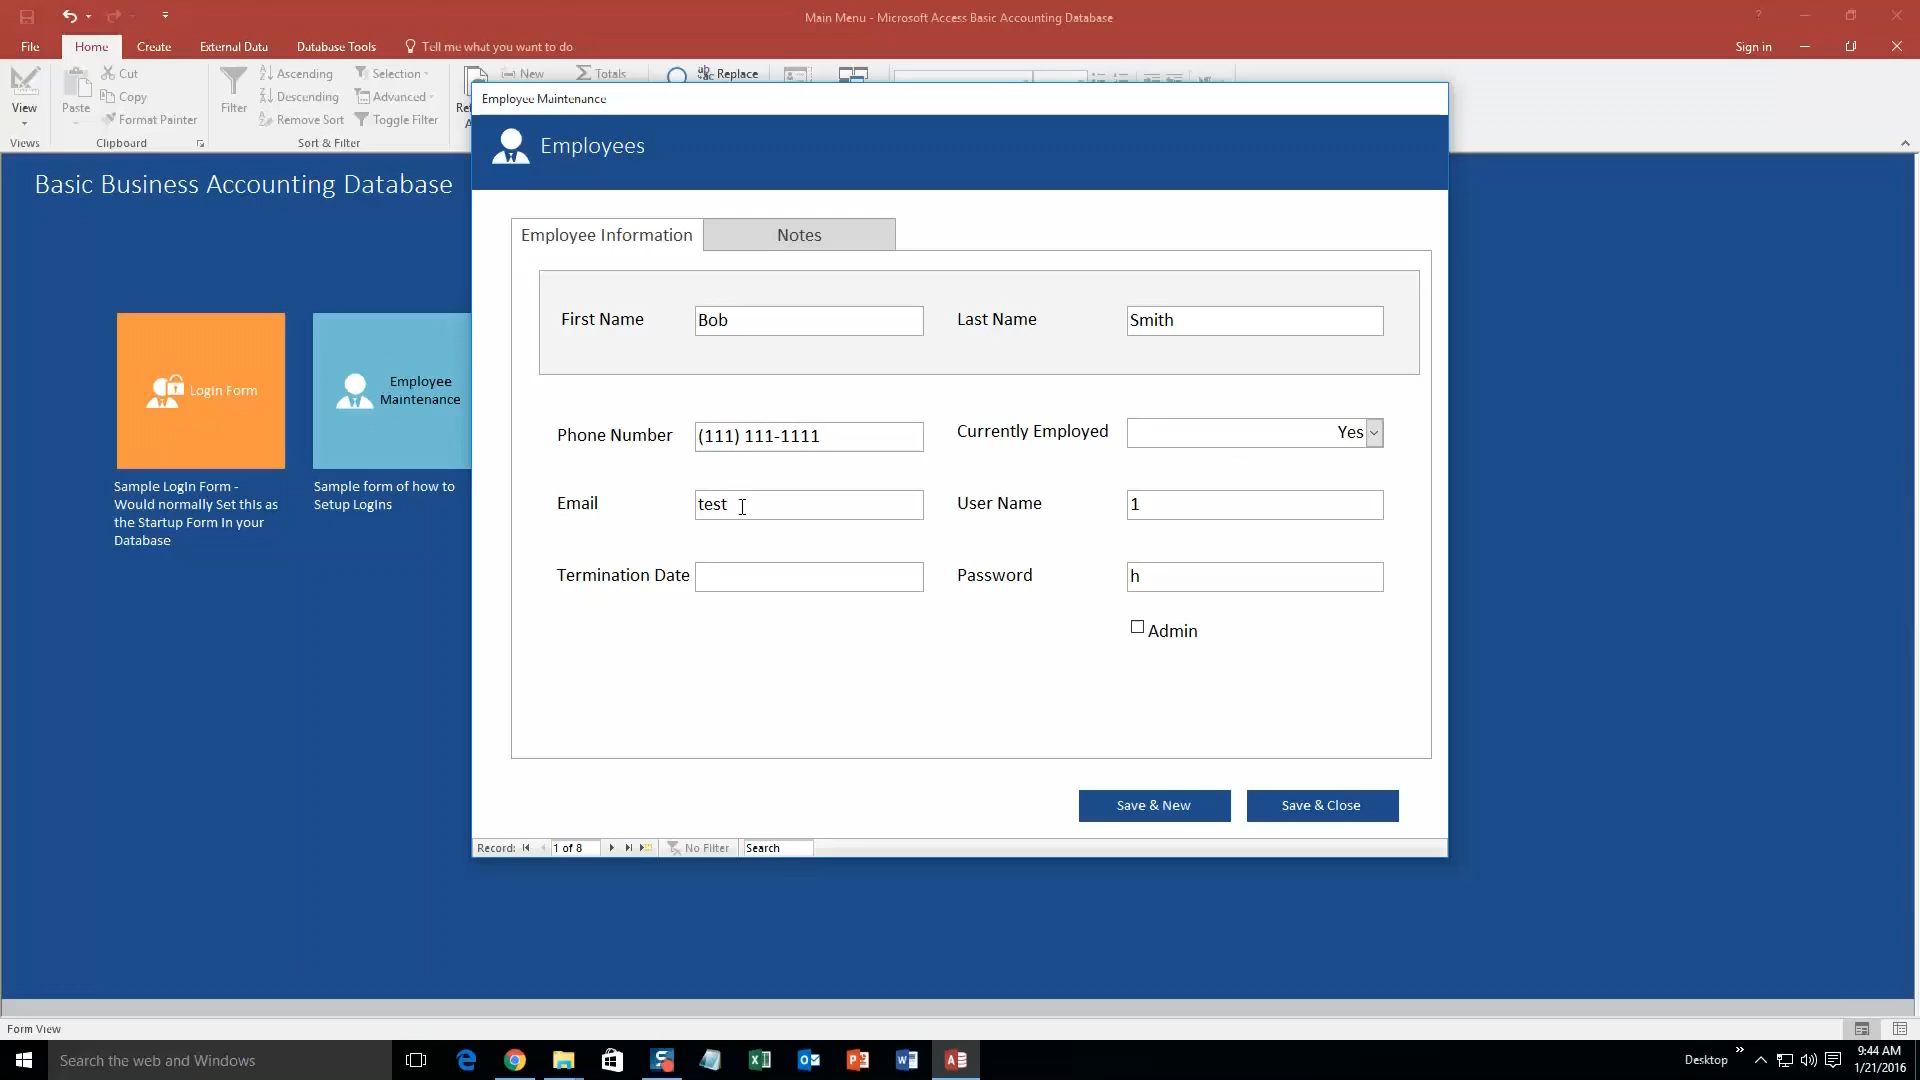 Main Menu - Microsoft Access Basic Accounting Database
?
File Home Create External Data Database Tools Tell me what you want to do Sign in
View Paste Cut Copy Format Painter
Filter Ascending Descending Remove Sort Selection Advanced Toggle Filter
New Totals Replace
Views Clipboard Sort & Filter
Employee Maintenance
Employees
Basic Business Accounting Database
Login Form
Employee
Maintenance
Sample LogIn Form -
Would normally Set this as
the Startup Form In your
Database
Sample form of how to
Setup LogIns
Employee Information Notes
First Name Bob Last Name Smith
Phone Number (111) 111-1111 Currently Employed Yes
Email test User Name 1
Termination Date Password h
Admin
Save & New Save & Close
Record: 1 of 8 No Filter Search
Form View
Search the web and Windows
Desktop
9:44 AM
1/21/2016